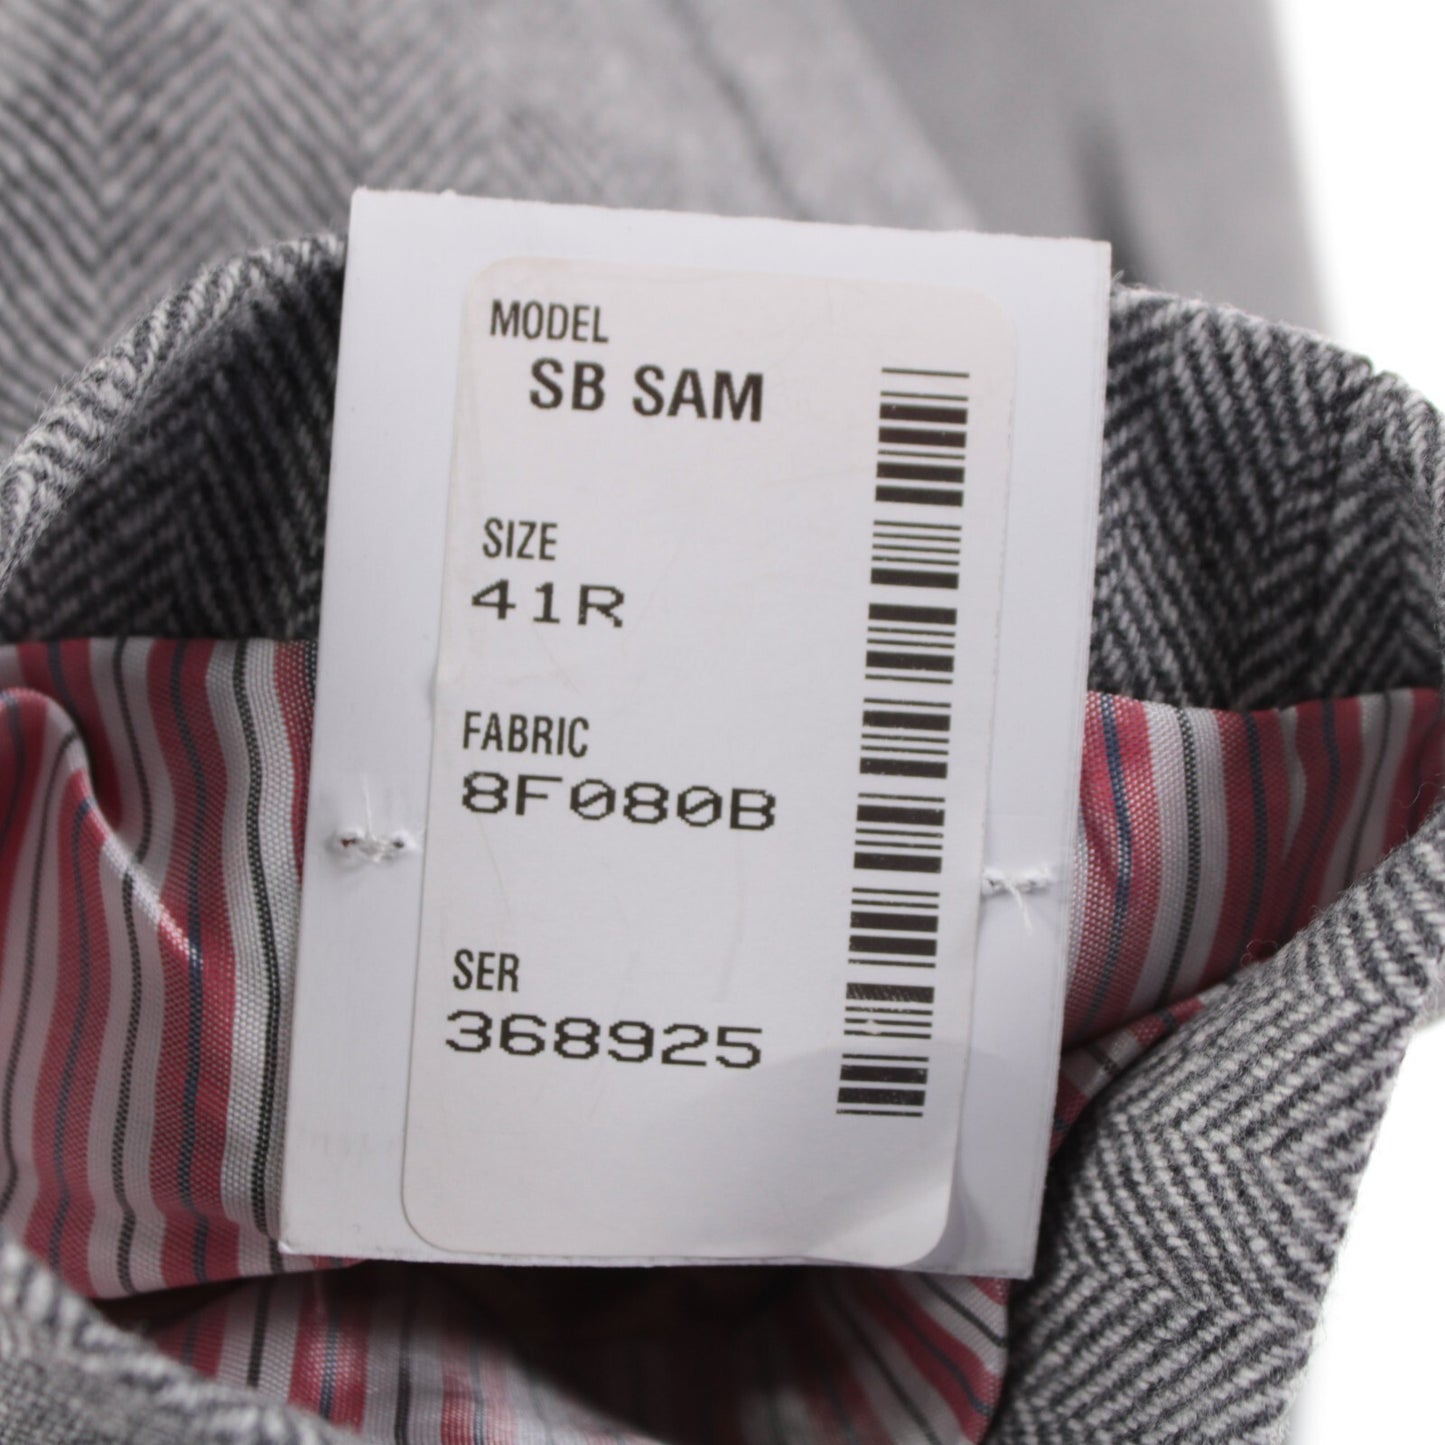 MODEL
SB SAM
SIZE
41R
FABRIC
8F080B
SER
368925